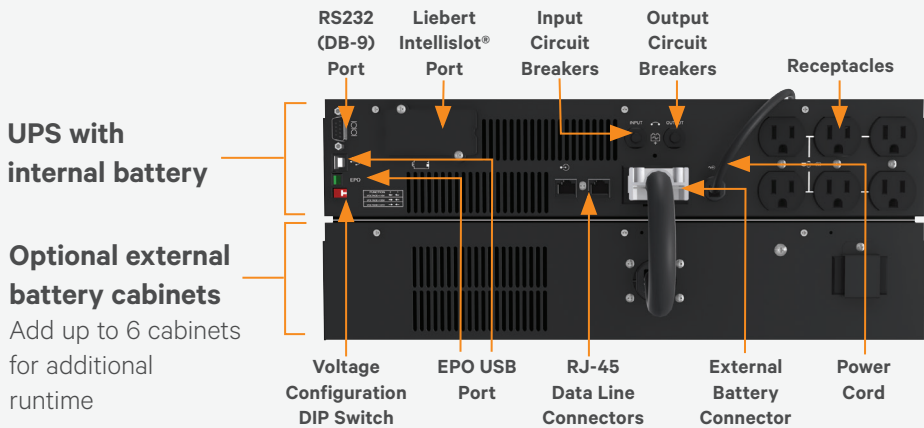 RS232
(DB-9)
Port
Liebert
Intellislot®
Port
Input
Circuit
Breakers
Output
Circuit
Breakers
Receptacles
UPS with
internal battery
INPUT
OUTPUT
EPO
Optional external
battery cabinets
Add up to 6 cabinets
for additional
runtime
Voltage
Configuration
DIP Switch
EPO USB
Port
RJ-45
Data Line
Connectors
External
Battery
Connector
Power
Cord